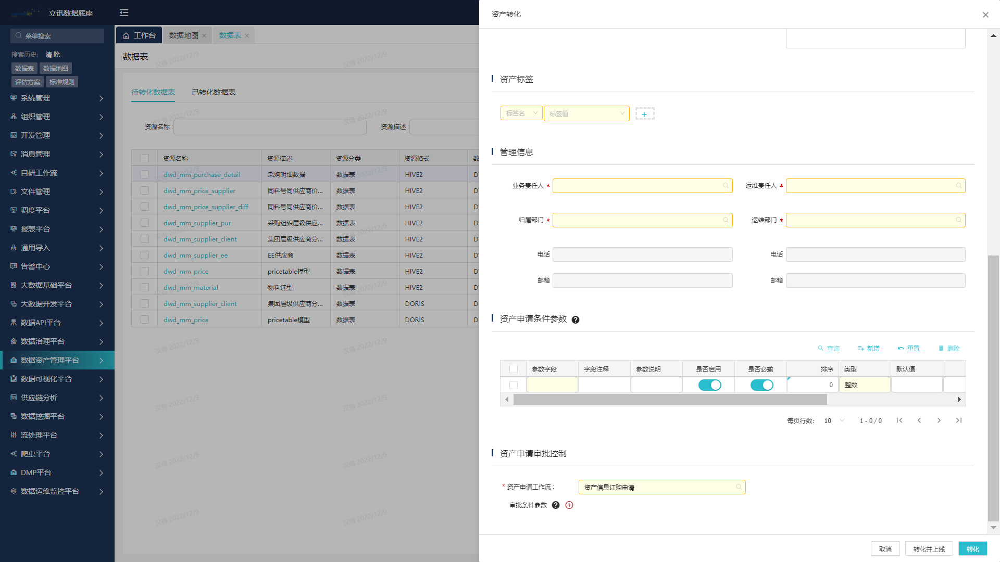 立讯数据底座
菜单搜索
搜索历史: 清 除
数据表 数据地图
评估方案 标准规则
系统管理
组织管理
开发管理
消息管理
自研工作流
文件管理
调度平台
报表平台
通用导入
告警中心
大数据基础平台
大数据开发平台
数据API平台
数据治理平台
数据资产管理平台
数据可视化平台
供应链分析
数据挖掘平台
流处理平台
爬虫平台
DMP平台
数据运维监控平台
工作台 数据地图 数据表
数据表
待转化数据表 已转化数据表
资源名称 : 资源描述 :
资源名称 资源描述 资源分类 资源格式 数
dwd_mm_purchase_detail 采购明细数据 数据表 HIVE2
dwd_mm_price_supplier 同料号同供应商价... 数据表 HIVE2
dwd_mm_price_supplier_diff 同料号同供应商价... 数据表 HIVE2
dwd_mm_supplier_pur 采购组织层级供应... 数据表 HIVE2
dwd_mm_supplier_client 集团层级供应商分... 数据表 HIVE2
dwd_mm_supplier_ee EE供应商 数据表 HIVE2
dwd_mm_price pricetable模型 数据表 HIVE2
dwd_mm_material 物料选型 数据表 HIVE2
dwd_mm_supplier_client 集团层级供应商分... 数据表 DORIS
dwd_mm_price pricetable模型 数据表 DORIS
汉得 2022/12/9
资产转化
资产标签
标签名 标签值 +
管理信息
业务责任人 * 运维责任人 *
归属部门 * 运维部门 *
电话 电话
邮箱 邮箱
资产申请条件参数 ?
查询 新增 重置 删除
参数字段 字段注释 参数说明 是否启用 是否必输 排序 类型 默认值
0 整数
每页行数: 10 1 - 0 / 0
资产申请审批控制
* 资产申请工作流 : 资产信息订购申请
审批条件参数 ?
取消 转化并上线 转化